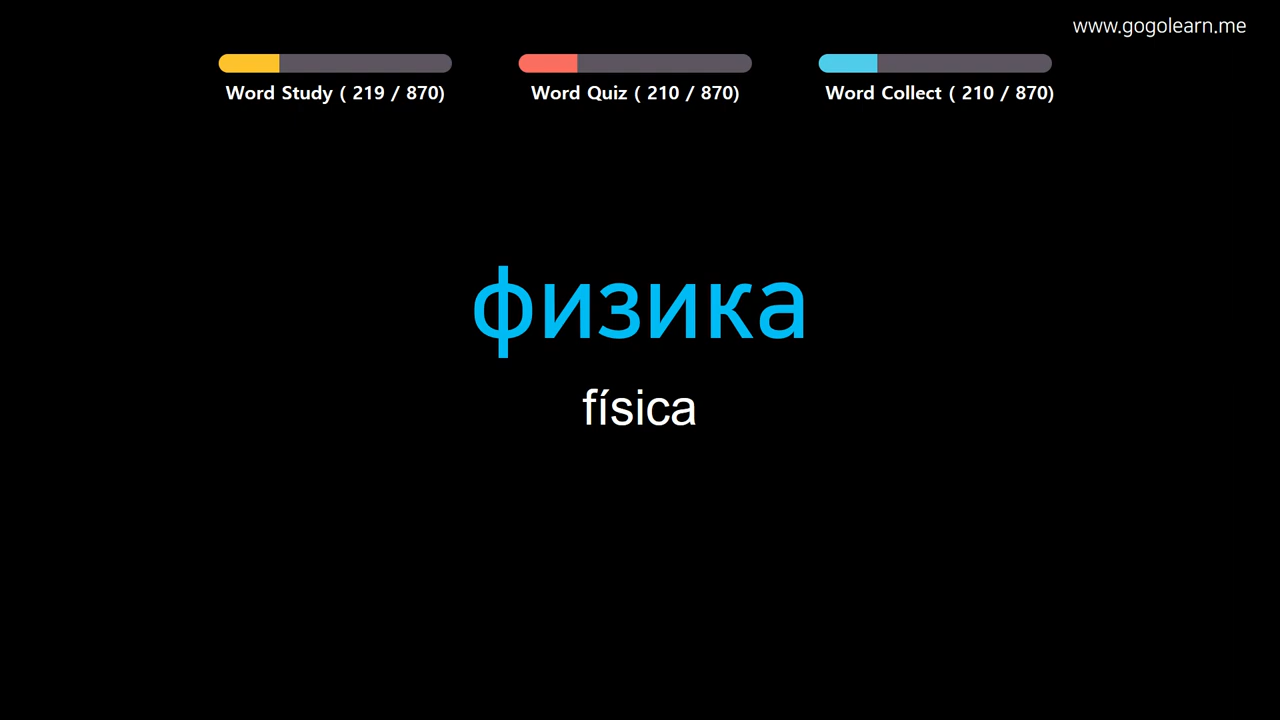 www.gogolearn.me
Word Study ( 219 / 870)
Word Quiz ( 210 / 870)
Word Collect ( 210 / 870)
физика
física